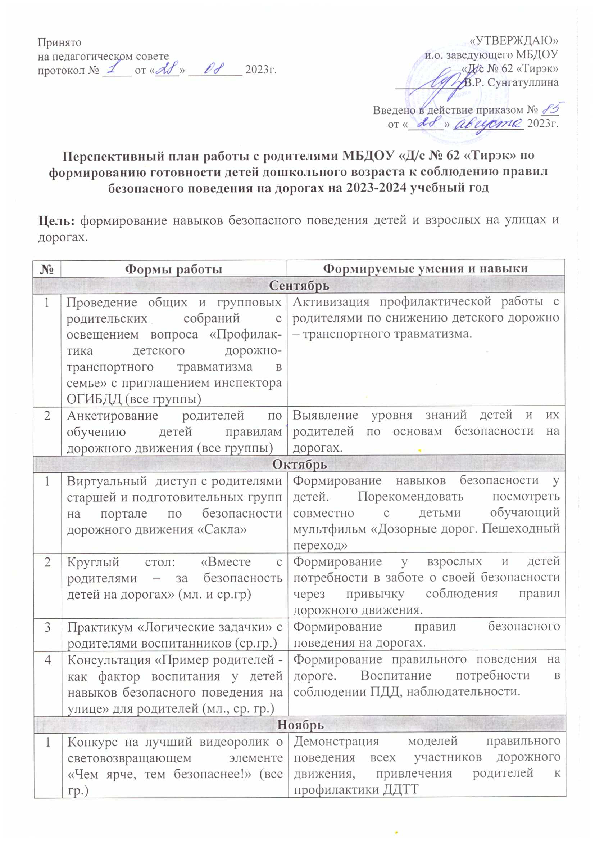 Принято
на педагогическом совете
протокол № 1 от «28» 08 2023г.
«УТВЕРЖДАЮ»
и.о. заведующего МБДОУ
«Д/с № 62 «Тирэк»
В.Р. Сунгатуллина
Введено в действие приказом № 85
от «28» августа 2023г.
Перспективный план работы с родителями МБДОУ «Д/с № 62 «Тирэк» по
формированию готовности детей дошкольного возраста к соблюдению правил
безопасного поведения на дорогах на 2023-2024 учебный год
Цель: формирование навыков безопасного поведения детей и взрослых на улицах и
дорогах.
№ Формы работы Формируемые умения и навыки
Сентябрь
1 Проведение общих и групповых
родительских собраний с
освещением вопроса «Профилак-
тика детского дорожно-
транспортного травматизма в
семье» с приглашением инспектора
ОГИБДД (все группы)
Активизация профилактической работы с
родителями по снижению детского дорожно
– транспортного травматизма.
2 Анкетирование родителей по
обучению детей правилам
дорожного движения (все группы)
Выявление уровня знаний детей и их
родителей по основам безопасности на
дорогах.
Октябрь
1 Виртуальный диступ с родителями
старшей и подготовительных групп
на портале по безопасности
дорожного движения «Сакла»
Формирование навыков безопасности у
детей. Порекомендовать посмотреть
совместно с детьми обучающий
мультфильм «Дозорные дорог. Пешеходный
переход»
2 Круглый стол: «Вместе с
родителями – за безопасность
детей на дорогах» (мл. и ср.гр)
Формирование у взрослых и детей
потребности в заботе о своей безопасности
через привычку соблюдения правил
дорожного движения.
3 Практикум «Логические задачки» с
родителями воспитанников (ср.гр.)
Формирование правил безопасного
поведения на дорогах.
4 Консультация «Пример родителей -
как фактор воспитания у детей
навыков безопасного поведения на
улице» для родителей (мл., ср. гр.)
Формирование правильного поведения на
дороге. Воспитание потребности в
соблюдении ПДД, наблюдательности.
Ноябрь
1 Конкурс на лучший видеоролик о
световозвращающем элементе
«Чем ярче, тем безопаснее!» (все
гр.)
Демонстрация моделей правильного
поведения всех участников дорожного
движения, привлечения родителей к
профилактики ДДТТ